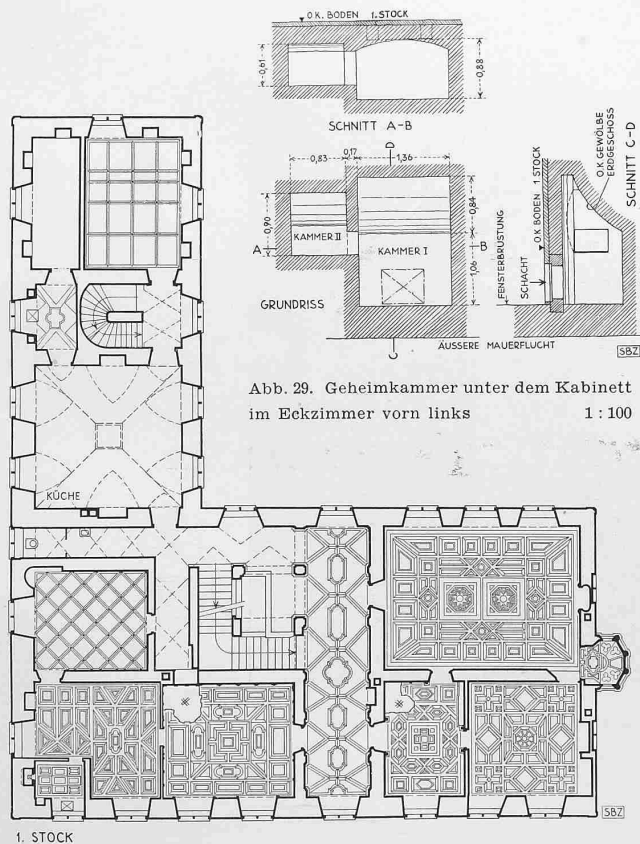 O.K. BODEN 1. STOCK
0,61
0,88
SCHNITT A-B
0,83
0,17
D
1,36
0,90
0,84
1,06
A
KAMMER II
KAMMER I
B
GRUNDRISS
C
ÄUSSERE MAUERFLUCHT
FENSTERBRÜSTUNG
SCHACHT
O.K. BODEN 1 STOCK
O.K. GEWÖLBE
ERDGESCHOSS
SCHNITT C-D
SBZ
Abb. 29. Geheimkammer unter dem Kabinett
im Eckzimmer vorn links 1 : 100
KÜCHE
SBZ
1. STOCK